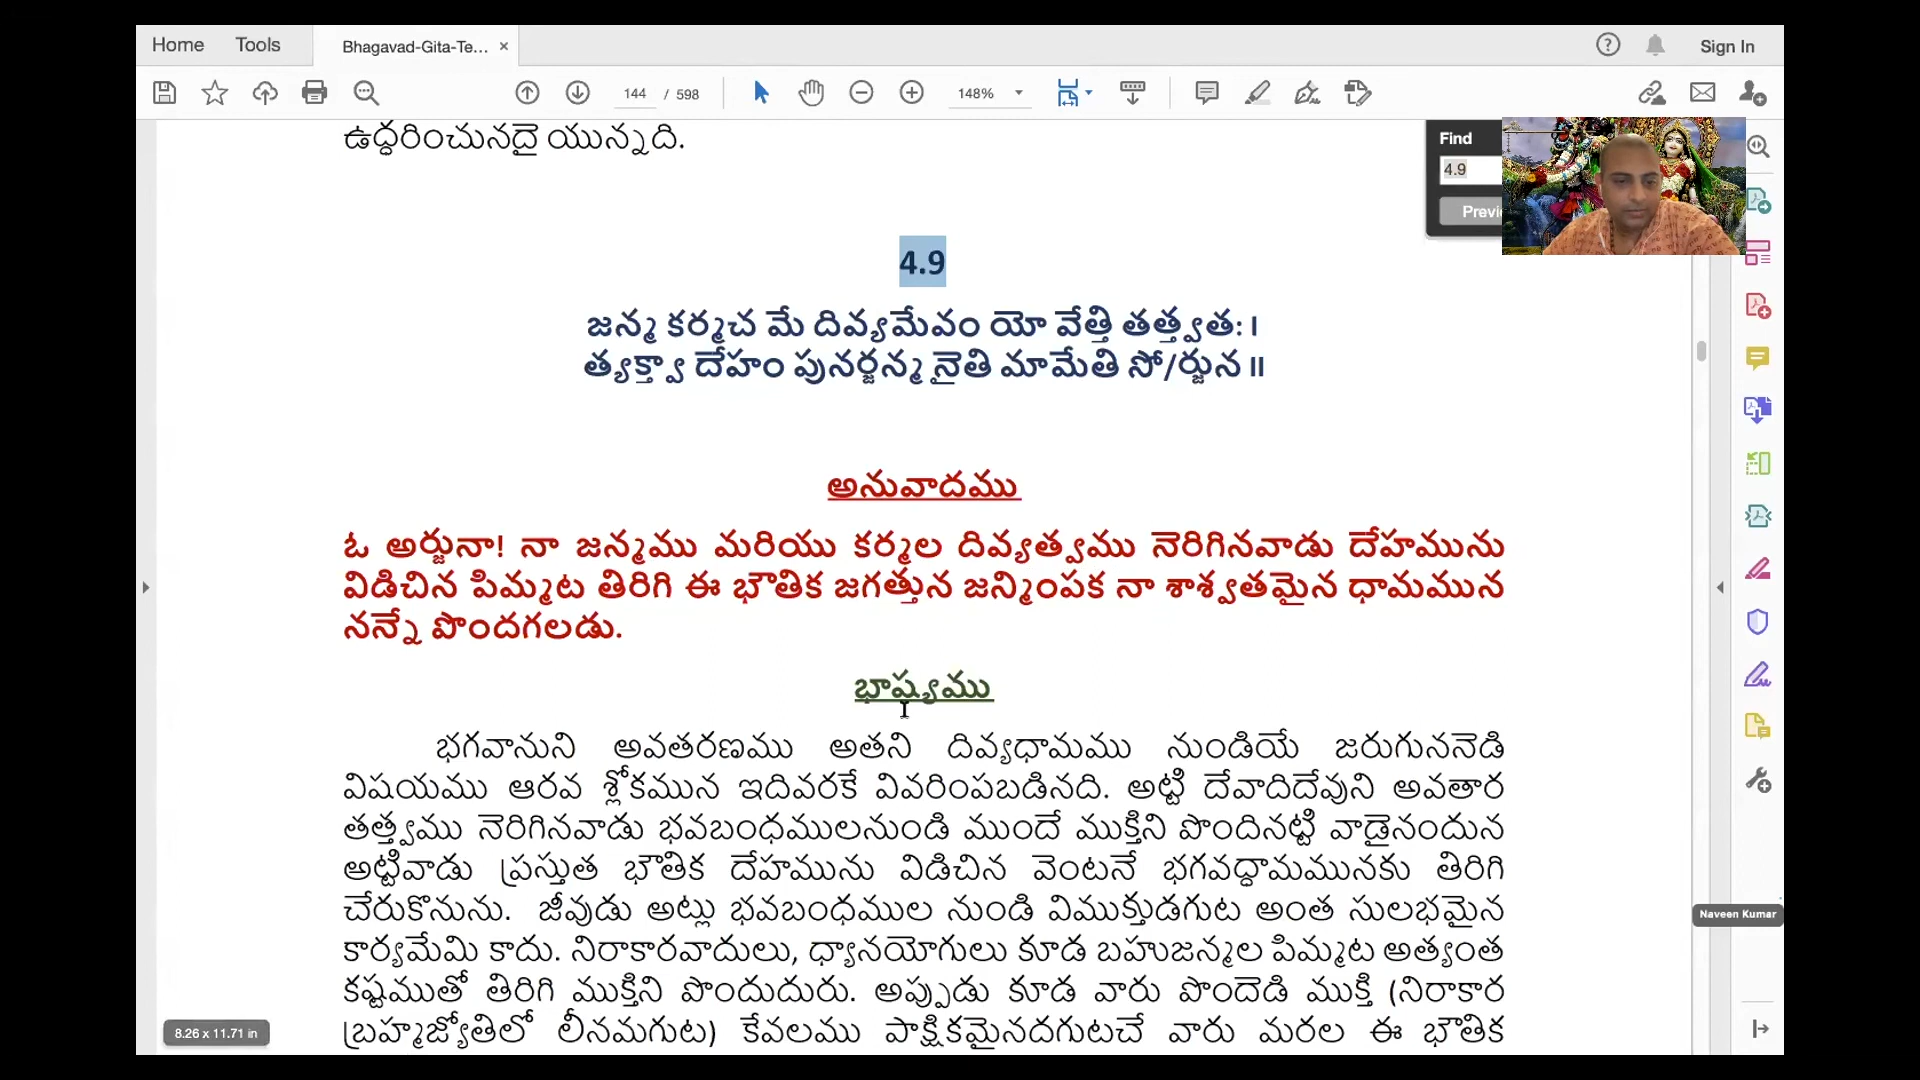 Home Tools Bhagavad-Gita-Te... × Sign In
144 / 598 148%
ఉద్ధరించునదై యున్నది.
Find
4.9
4.9
జన్మ కర్మచ మే దివ్యమేవం యో వేత్తి తత్త్వత: ।
త్యక్త్వా దేహం పునర్జన్మ నైతి మామేతి సో/ర్జున ॥
అనువాదము
ఓ అర్జునా! నా జన్మము మరియు కర్మల దివ్యత్వము నెరిగినవాడు దేహమును
విడిచిన పిమ్మట తిరిగి ఈ భౌతిక జగత్తున జన్మింపక నా శాశ్వతమైన ధామమున
నన్నే పొందగలడు.
భాష్యము
భగవానుని అవతరణము అతని దివ్యధామము నుండియే జరుగుననెడి
విషయము ఆరవ శ్లోకమున ఇదివరకే వివరింపబడినది. అట్టి దేవాదిదేవుని అవతార
తత్త్వము నెరిగినవాడు భవబంధములనుండి ముందే ముక్తిని పొందినట్టి వాడైనందున
అట్టివాడు ప్రస్తుత భౌతిక దేహమును విడిచిన వెంటనే భగవధ్ధామమునకు తిరిగి
చేరుకొనును. జీవుడు అట్లు భవబంధముల నుండి విముక్తుడగుట అంత సులభమైన
కార్యమేమి కాదు. నిరాకారవాదులు, ధ్యానయోగులు కూడ బహుజన్మల పిమ్మట అత్యంత
కష్టముతో తిరిగి ముక్తిని పొందుదురు. అప్పుడు కూడ వారు పొందెడి ముక్తి (నిరాకార
బ్రహ్మజ్యోతిలో లీనమగుట) కేవలము పాక్షికమైనదగుటచే వారు మరల ఈ భౌతిక
Naveen Kumar
8.26 x 11.71 in